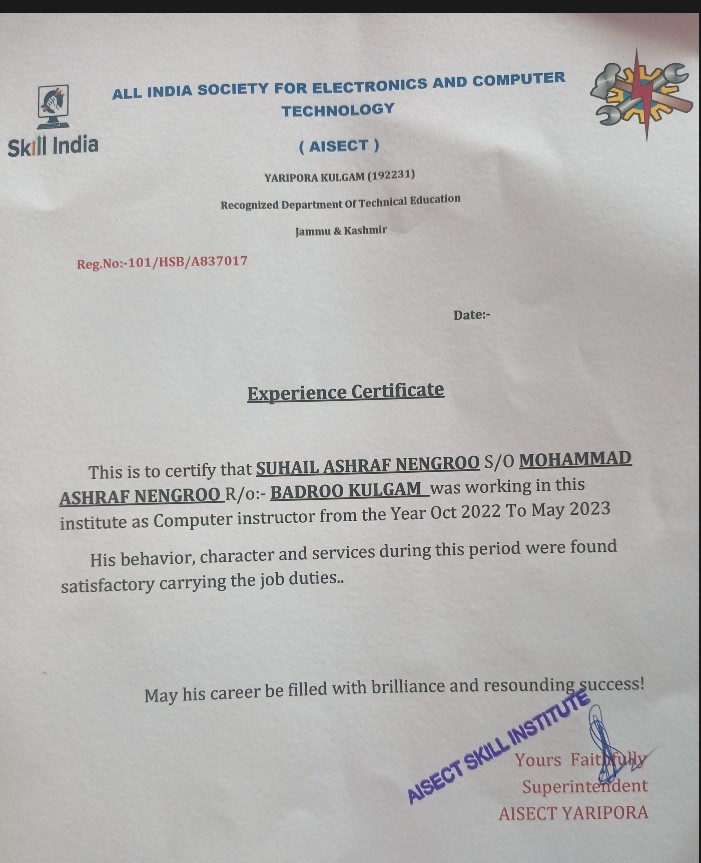 ALL INDIA SOCIETY FOR ELECTRONICS AND COMPUTER
TECHNOLOGY
Skill India
( AISECT )
YARIPORA KULGAM (192231)
Recognized Department Of Technical Education
Jammu & Kashmir
Reg.No:-101/HSB/A837017
Date:-
Experience Certificate
This is to certify that SUHAIL ASHRAF NENGROO S/O MOHAMMAD
ASHRAF NENGROO R/o:- BADROO KULGAM was working in this
institute as Computer instructor from the Year Oct 2022 To May 2023
His behavior, character and services during this period were found
satisfactory carrying the job duties..
May his career be filled with brilliance and resounding success!
AISECT SKILL INSTITUTE
Yours Faithfully
Superintendent
AISECT YARIPORA